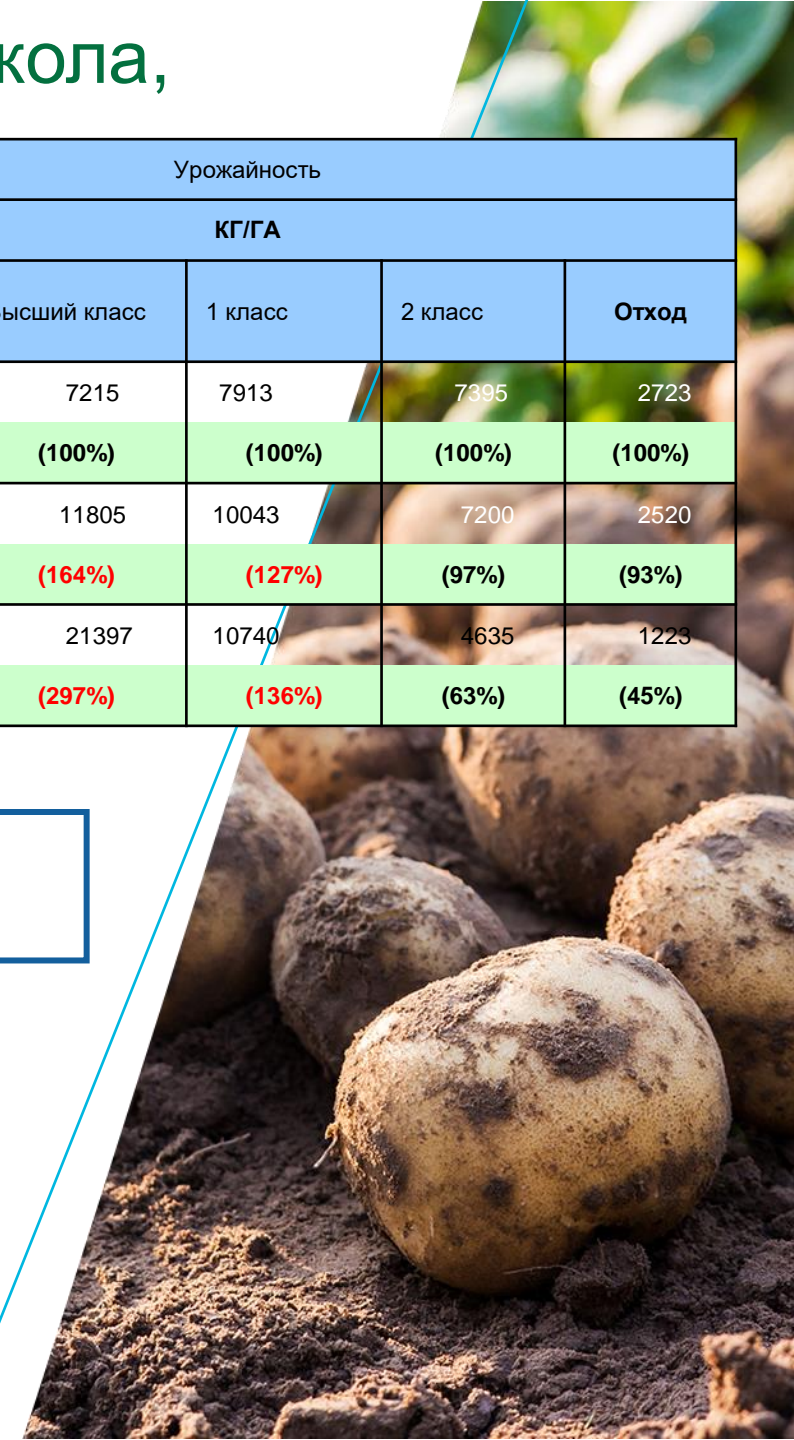 кола,
Урожайность
КГ/ГА
ысший класс 1 класс 2 класс Отход
7215 7913 7395 2723
(100%) (100%) (100%) (100%)
11805 10043 7200 2520
(164%) (127%) (97%) (93%)
21397 10740 4635 1223
(297%) (136%) (63%) (45%)